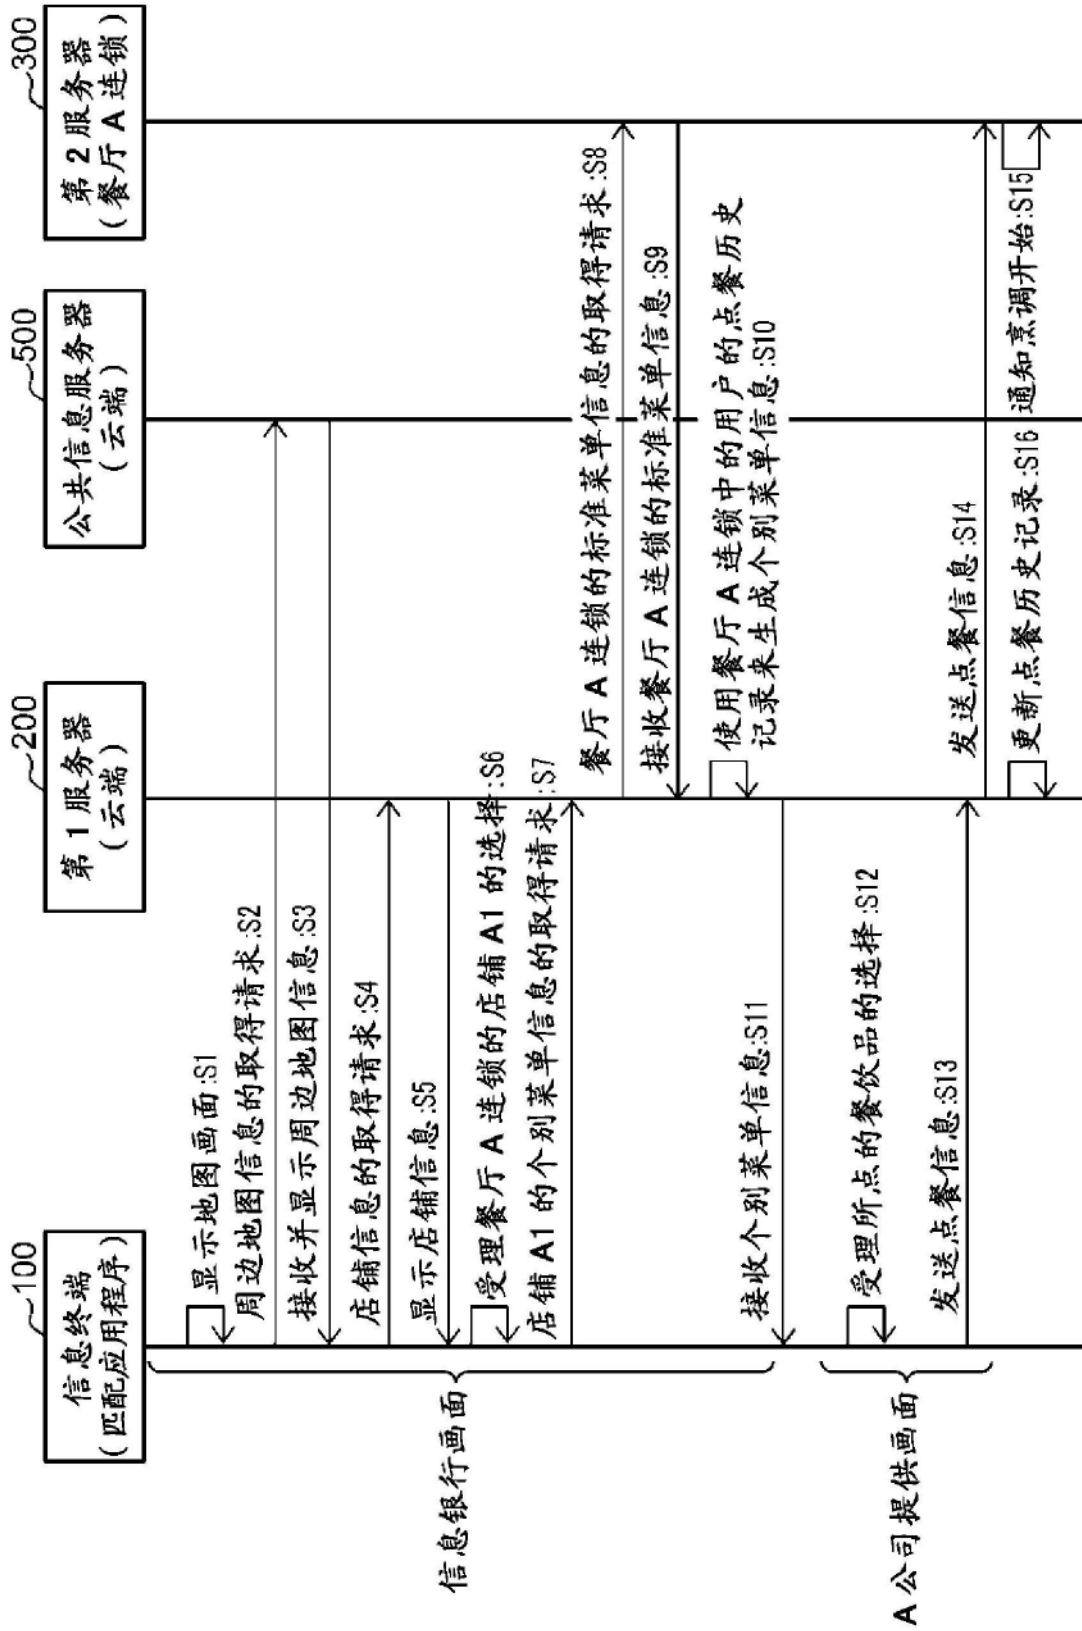 100
信息终端
(匹配应用程序)
200
第1服务器
(云端)
500
公共信息服务器
(云端)
300
第2服务器
(餐厅A连锁)
显示地图画面:S1
周边地图信息的取得请求:S2
接收并显示周边地图信息:S3
店铺信息的取得请求:S4
显示店铺信息:S5
受理餐厅A连锁的店铺A1的选择:S6
店铺A1的个别菜单信息的取得请求:S7
餐厅A连锁的标准菜单信息的取得请求:S8
接收餐厅A连锁的标准菜单信息:S9
使用餐厅A连锁中的用户的点餐历史
记录来生成个别菜单信息:S10
接收个别菜单信息:S11
信息银行画面
受理所点的餐饮品的选择:S12
发送点餐信息:S13
发送点餐信息:S14
通知烹调开始:S15
更新点餐历史记录:S16
A公司提供画面